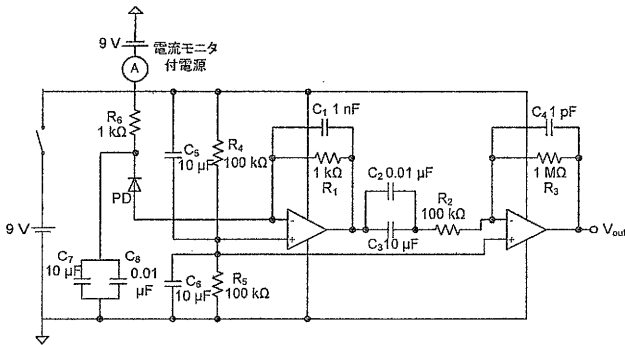 9 V
電流モニタ
付電源
A
R6
1 kΩ
C5
10 μF
R4
100 kΩ
C1 1 nF
1 kΩ
R1
C4 1 pF
1 MΩ
R3
PD
C2 0.01 μF
R2
100 kΩ
-
+
C3 10 μF
-
+
Vout
9 V
C7
10 μF
C8
0.01
μF
C6
10 μF
R5
100 kΩ